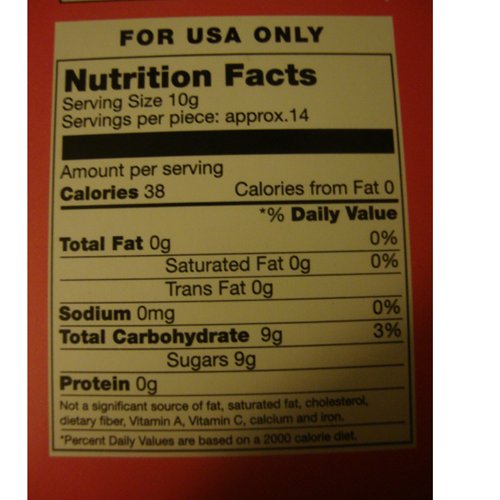 FOR USA ONLY
Nutrition Facts
Serving Size 10g
Servings per piece: approx.14
Amount per serving
Calories 38 Calories from Fat 0
*% Daily Value
Total Fat 0g 0%
Saturated Fat 0g 0%
Trans Fat 0g
Sodium 0mg 0%
Total Carbohydrate 9g 3%
Sugars 9g
Protein 0g
Not a significant source of fat, saturated fat, cholesterol,
dietary fiber, Vitamin A, Vitamin C, calcium and iron.
*Percent Daily Values are based on a 2000 calorie diet.